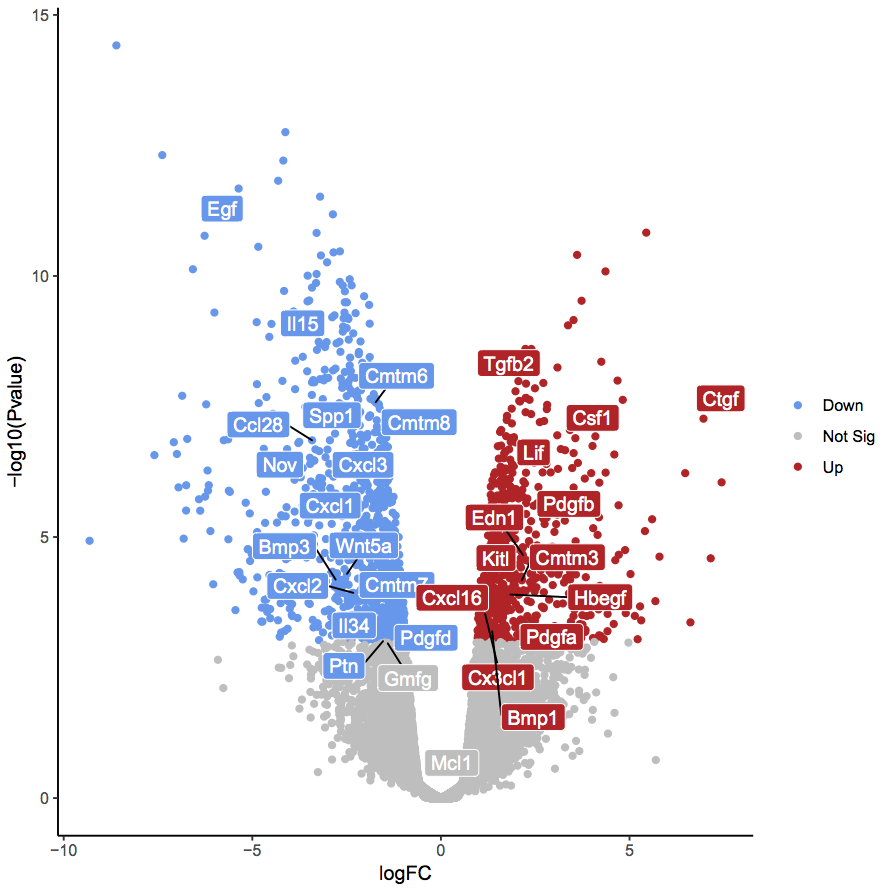 15
10
5
0
−log10(Pvalue)
Egf
Il15
Cmtm6
Tgfb2
Ctgf
Ccl28
Spp1
Cmtm8
Csf1
Down
Not Sig
Up
Nov
Cxcl3
Lif
Cxcl1
Pdgfb
Edn1
Bmp3
Wnt5a
Kitl
Cmtm3
Cxcl2
Cmtm7
Cxcl16
Hbegf
Il34
Pdgfd
Pdgfa
Ptn
Gmfg
Cx3cl1
Bmp1
Mcl1
−10
−5
0
5
logFC